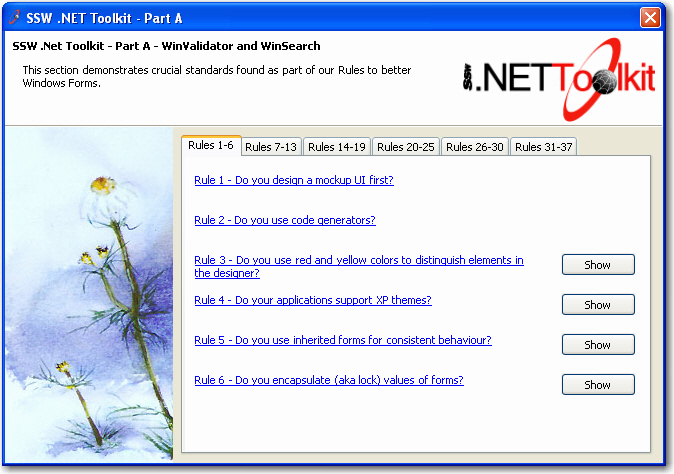 SSW .NET Toolkit - Part A
SSW .Net Toolkit - Part A - WinValidator and WinSearch
This section demonstrates crucial standards found as part of our Rules to better
Windows Forms.
SSW .NETToolkit
Rules 1-6 Rules 7-13 Rules 14-19 Rules 20-25 Rules 26-30 Rules 31-37
Rule 1 - Do you design a mockup UI first?
Rule 2 - Do you use code generators?
Rule 3 - Do you use red and yellow colors to distinguish elements in
the designer?
Show
Rule 4 - Do your applications support XP themes?
Show
Rule 5 - Do you use inherited forms for consistent behaviour?
Show
Rule 6 - Do you encapsulate (aka lock) values of forms?
Show